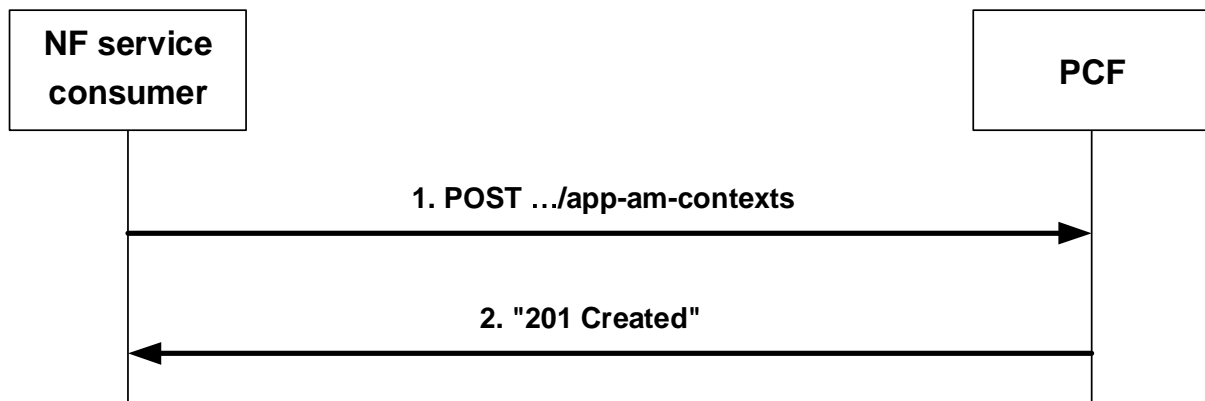 NF service
consumer
PCF
1. POST …/app-am-contexts
2. "201 Created"